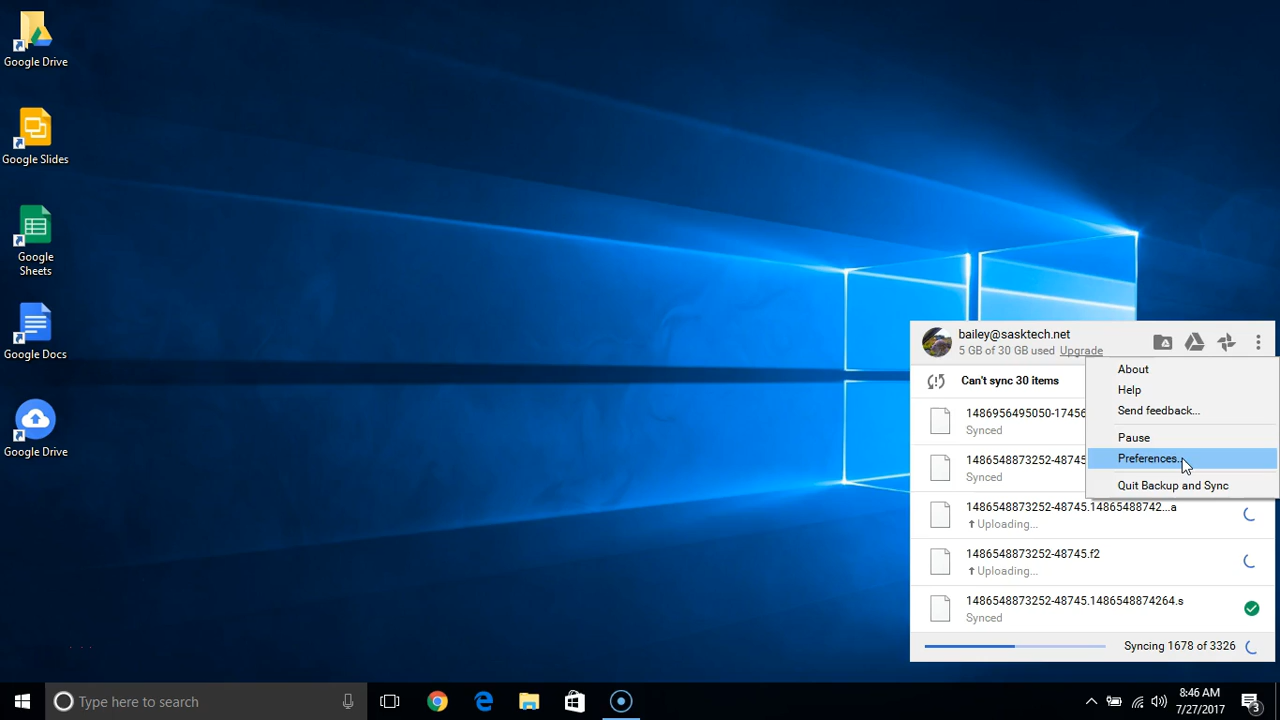 Google Drive
Google Slides
Google
Sheets
Google Docs
Google Drive
bailey@sasktech.net
5 GB of 30 GB used Upgrade
Can't sync 30 items
1486956495050-17456
Synced
1486548873252-48745
Synced
1486548873252-48745.14865488742...a
Uploading...
1486548873252-48745.f2
Uploading...
1486548873252-48745.1486548874264.s
Synced
Syncing 1678 of 3326
About
Help
Send feedback...
Pause
Preferences...
Quit Backup and Sync
Type here to search
8:46 AM
7/27/2017
3